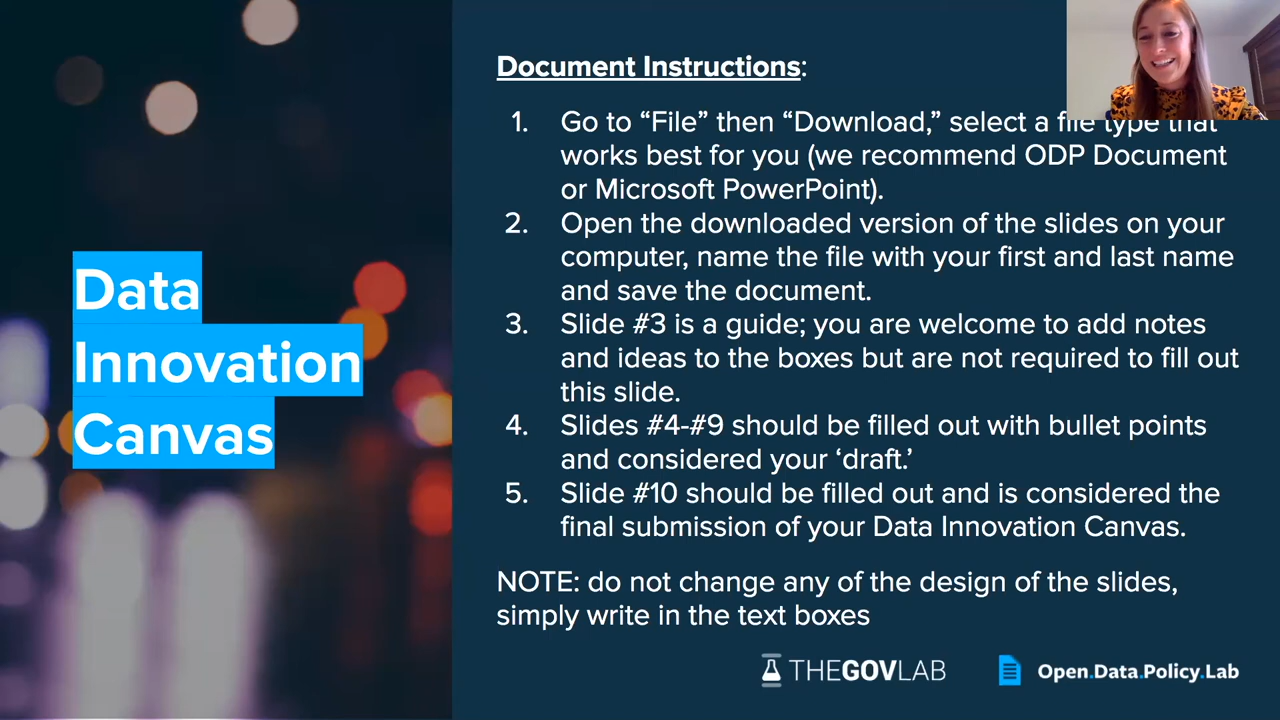 Document Instructions:
1. Go to “File” then “Download,” select a file type that
works best for you (we recommend ODP Document
or Microsoft PowerPoint).
2. Open the downloaded version of the slides on your
computer, name the file with your first and last name
and save the document.
3. Slide #3 is a guide; you are welcome to add notes
and ideas to the boxes but are not required to fill out
this slide.
4. Slides #4-#9 should be filled out with bullet points
and considered your ‘draft.’
5. Slide #10 should be filled out and is considered the
final submission of your Data Innovation Canvas.
NOTE: do not change any of the design of the slides,
simply write in the text boxes
Data
Innovation
Canvas
THEGOVLAB
Open.Data.Policy.Lab